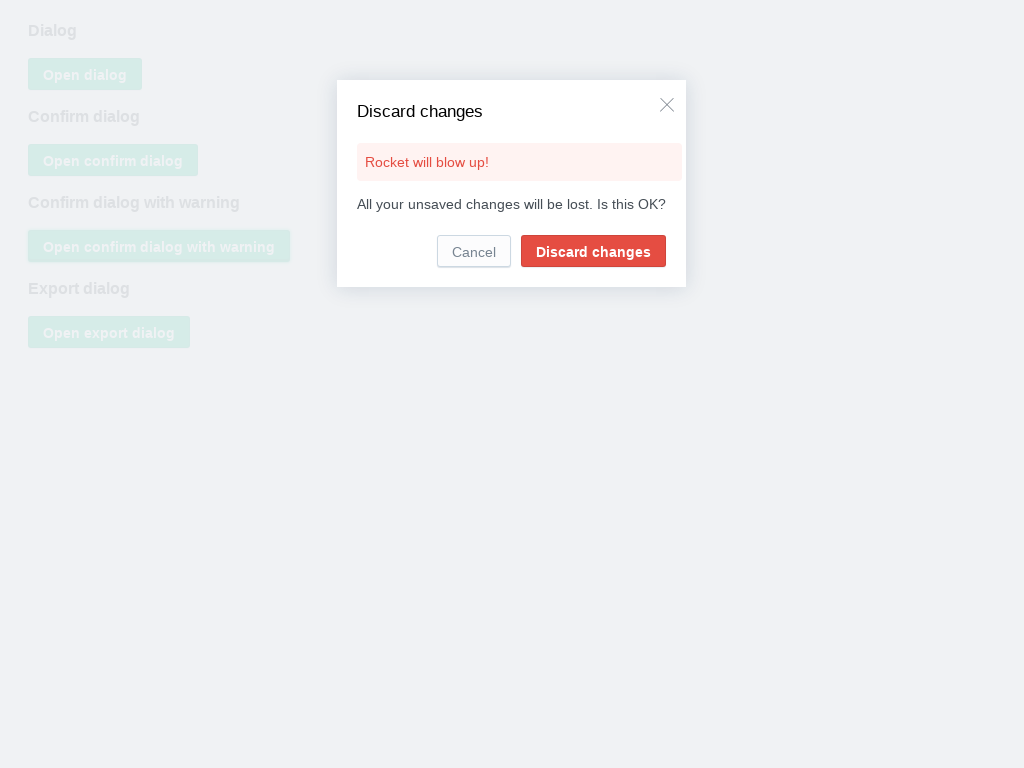 Dialog
Open dialog
Confirm dialog
Open confirm dialog
Confirm dialog with warning
Open confirm dialog with warning
Export dialog
Open export dialog
Discard changes
Rocket will blow up!
All your unsaved changes will be lost. Is this OK?
Cancel
Discard changes